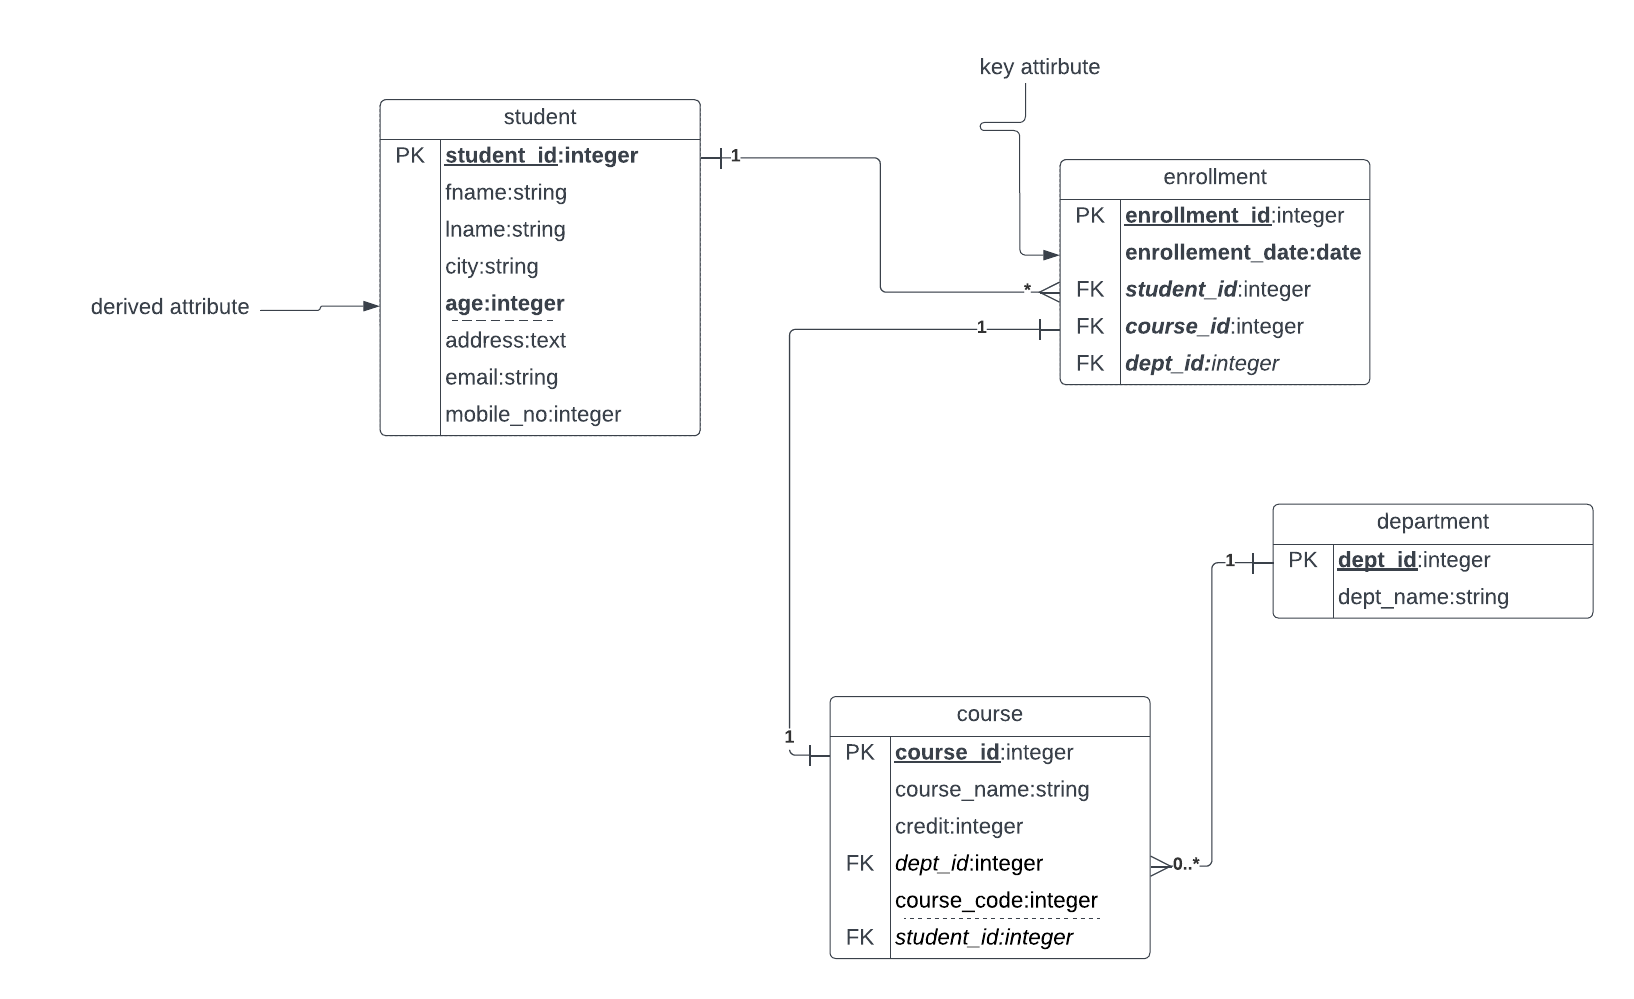 key attirbute
student
PK student_id:integer
fname:string
lname:string
city:string
age:integer
address:text
email:string
mobile_no:integer
derived attribute
1
*
enrollment
PK enrollment_id:integer
enrollement_date:date
FK student_id:integer
FK course_id:integer
FK dept_id:integer
1
department
PK dept_id:integer
dept_name:string
1
1
course
PK course_id:integer
course_name:string
credit:integer
FK dept_id:integer
course_code:integer
FK student_id:integer
0..*